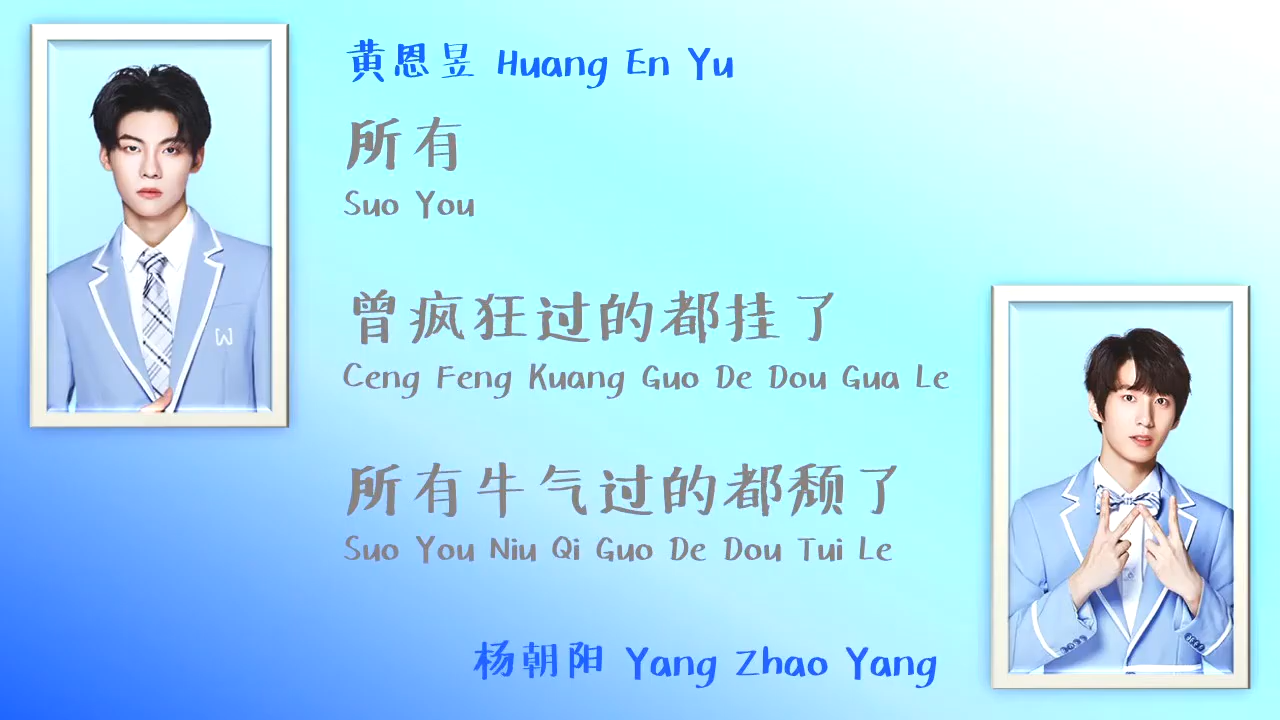 黄恩昱 Huang En Yu
所有
Suo You
曾疯狂过的都挂了
Ceng Feng Kuang Guo De Dou Gua Le
所有牛气过的都颓了
Suo You Niu Qi Guo De Dou Tui Le
杨朝阳 Yang Zhao Yang